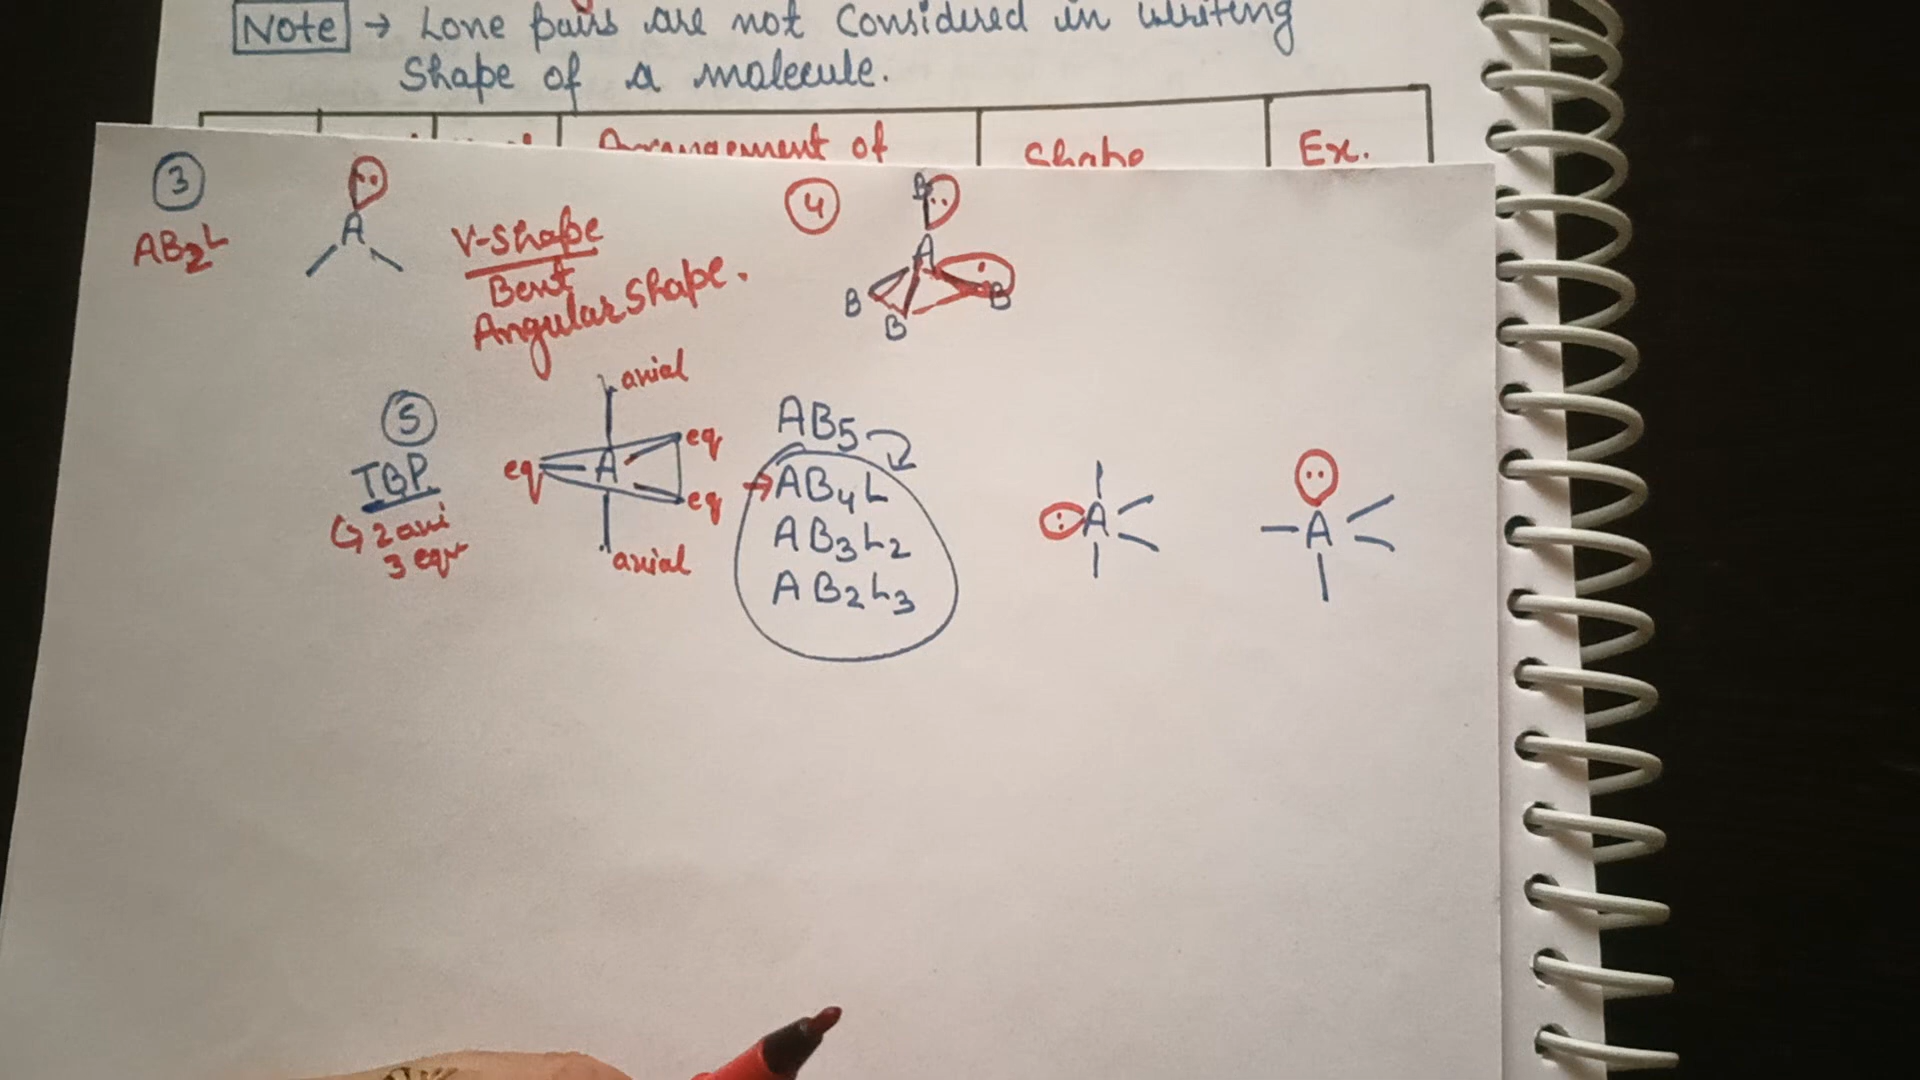 Note → Lone pairs are not Considered in writing
Shape of a molecule.
Arrangement of
Shape
Ex.
3
AB2L
A
V-Shape
Bent
Angular Shape.
4
B
A
B
B
B
5
TBP
↳ 2 axi
3 eqr
axial
eq
A
eq
eq
axial
AB5
→ AB4L
AB3L2
AB2L3
A
A